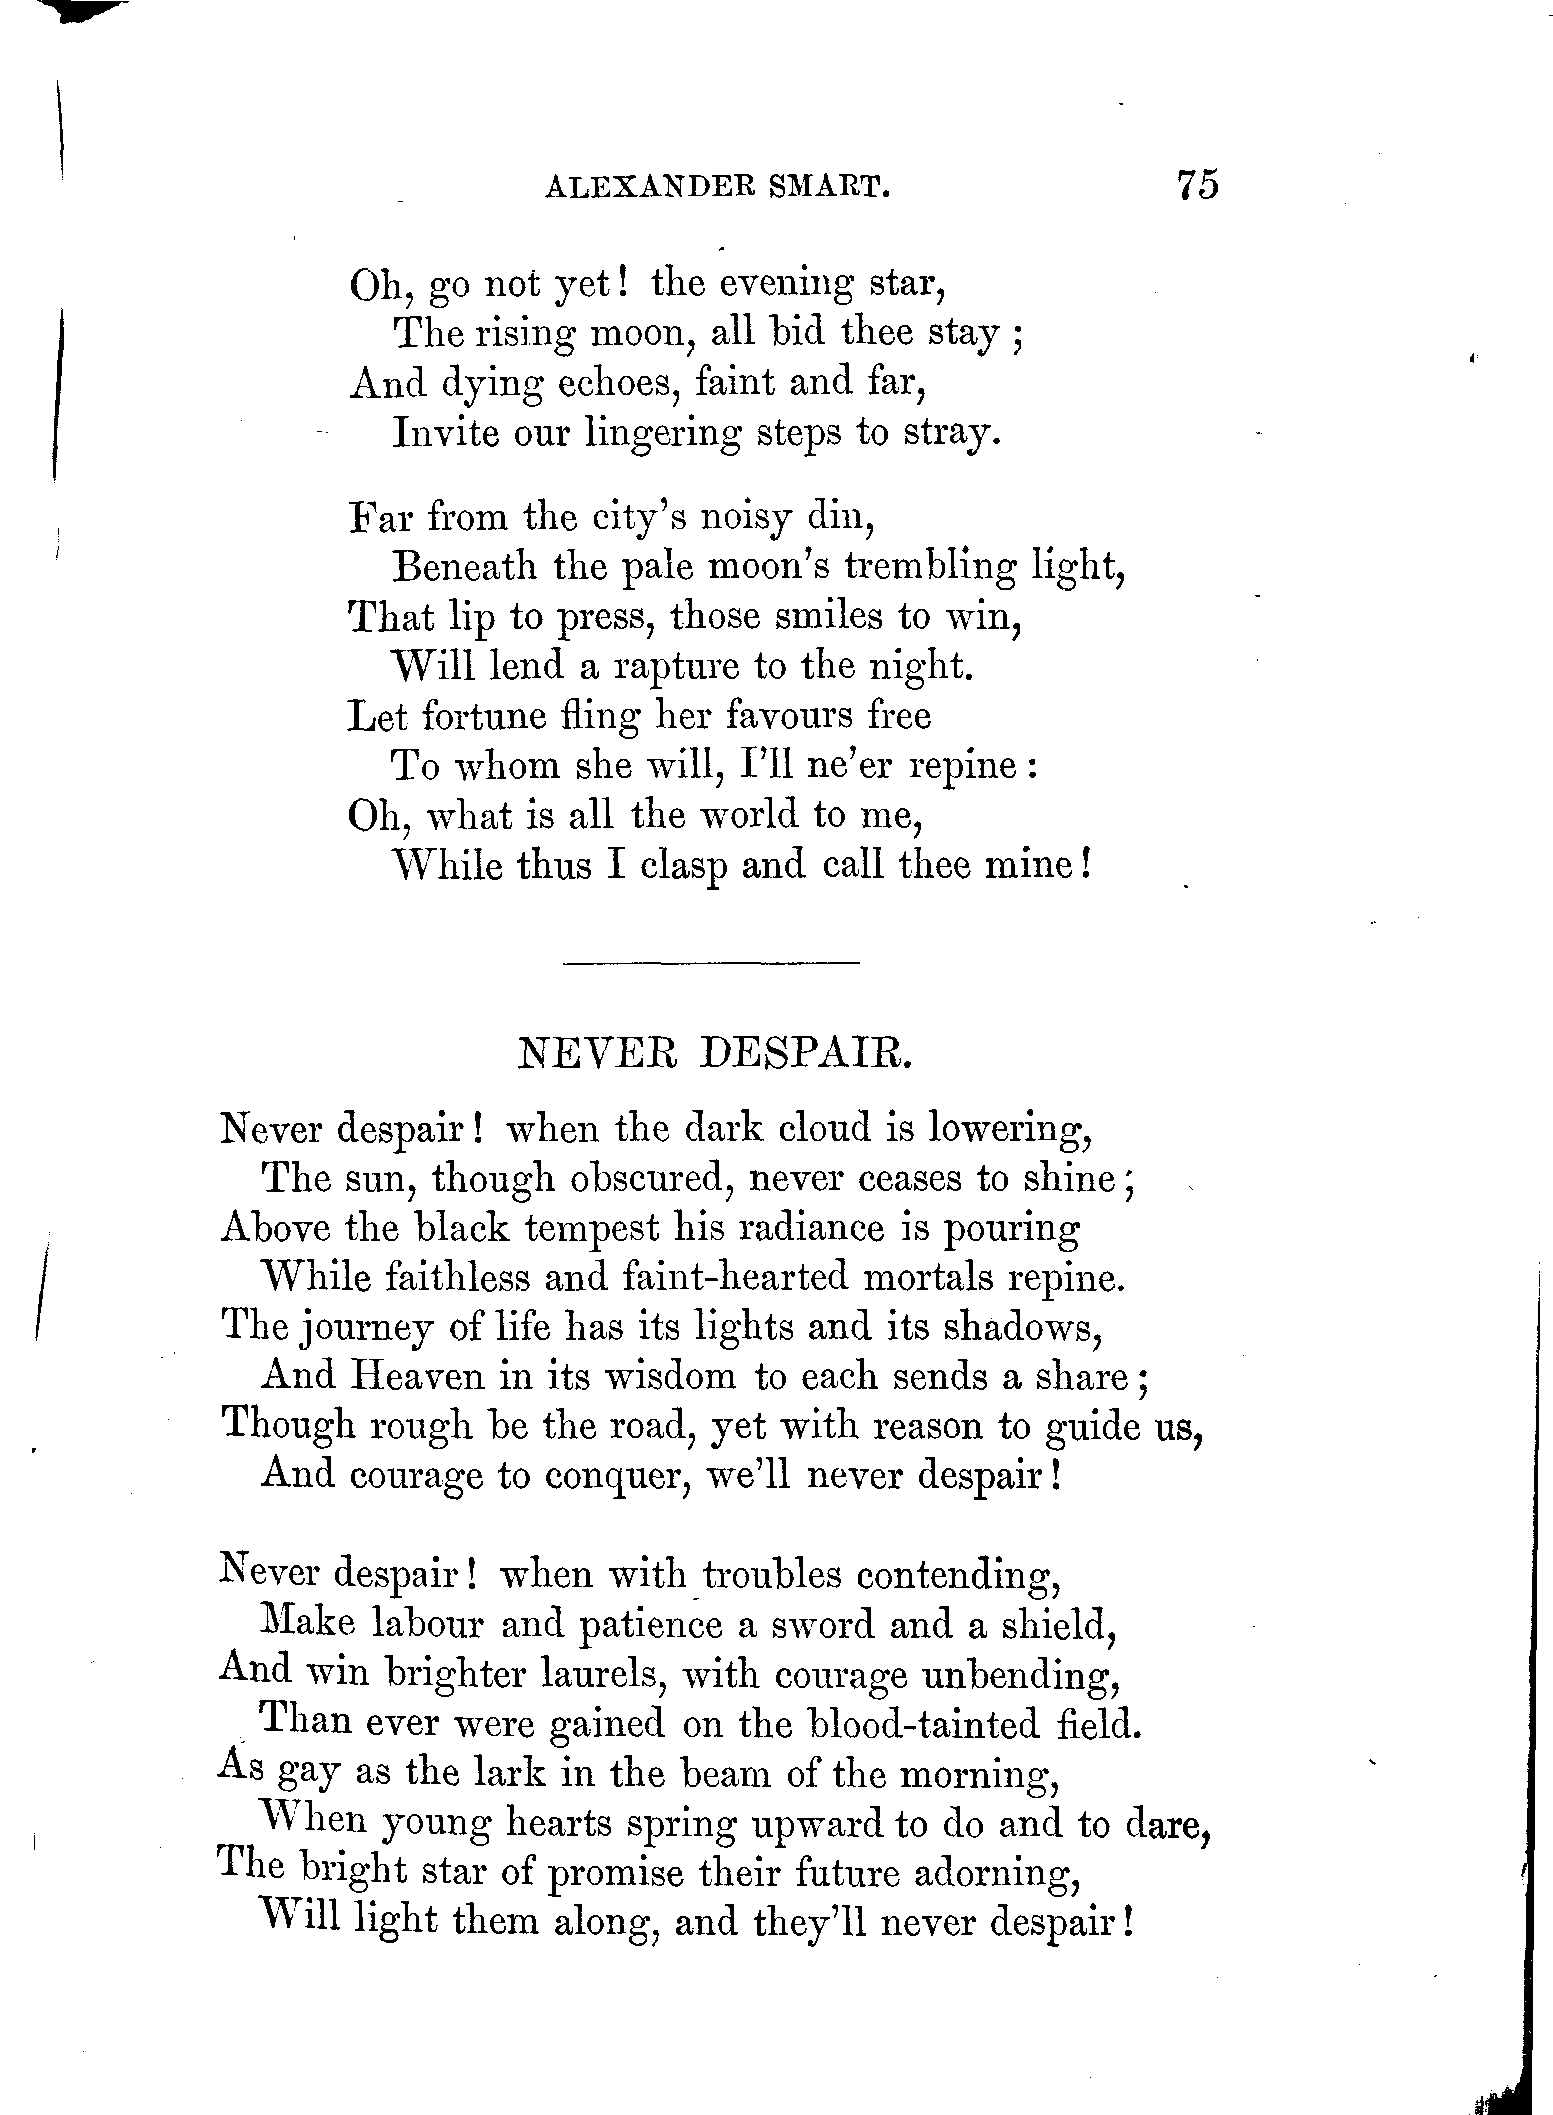 ALEXANDER SMART. 75
Oh, go not yet! the evening star,
The rising moon, all bid thee stay ;
And dying echoes, faint and far,
Invite our lingering steps to stray.
Far from the city's noisy din,
Beneath the pale moon's trembling light,
That lip to press, those smiles to win,
Will lend a rapture to the night.
Let fortune fling her favours free
To whom she will, I'll ne'er repine :
Oh, what is all the world to me,
While thus I clasp and call thee mine!
NEVER DESPAIR.
Never despair! when the dark cloud is lowering,
The sun, though obscured, never ceases to shine;
Above the black tempest his radiance is pouring
While faithless and faint-hearted mortals repine.
The journey of life has its lights and its shadows,
And Heaven in its wisdom to each sends a share;
Though rough be the road, yet with reason to guide us,
And courage to conquer, we'll never despair!
Never despair! when with troubles contending,
Make labour and patience a sword and a shield,
And win brighter laurels, with courage unbending,
Than ever were gained on the blood-tainted field.
As gay as the lark in the beam of the morning,
When young hearts spring upward to do and to dare,
The bright star of promise their future adorning,
Will light them along, and they'll never despair!